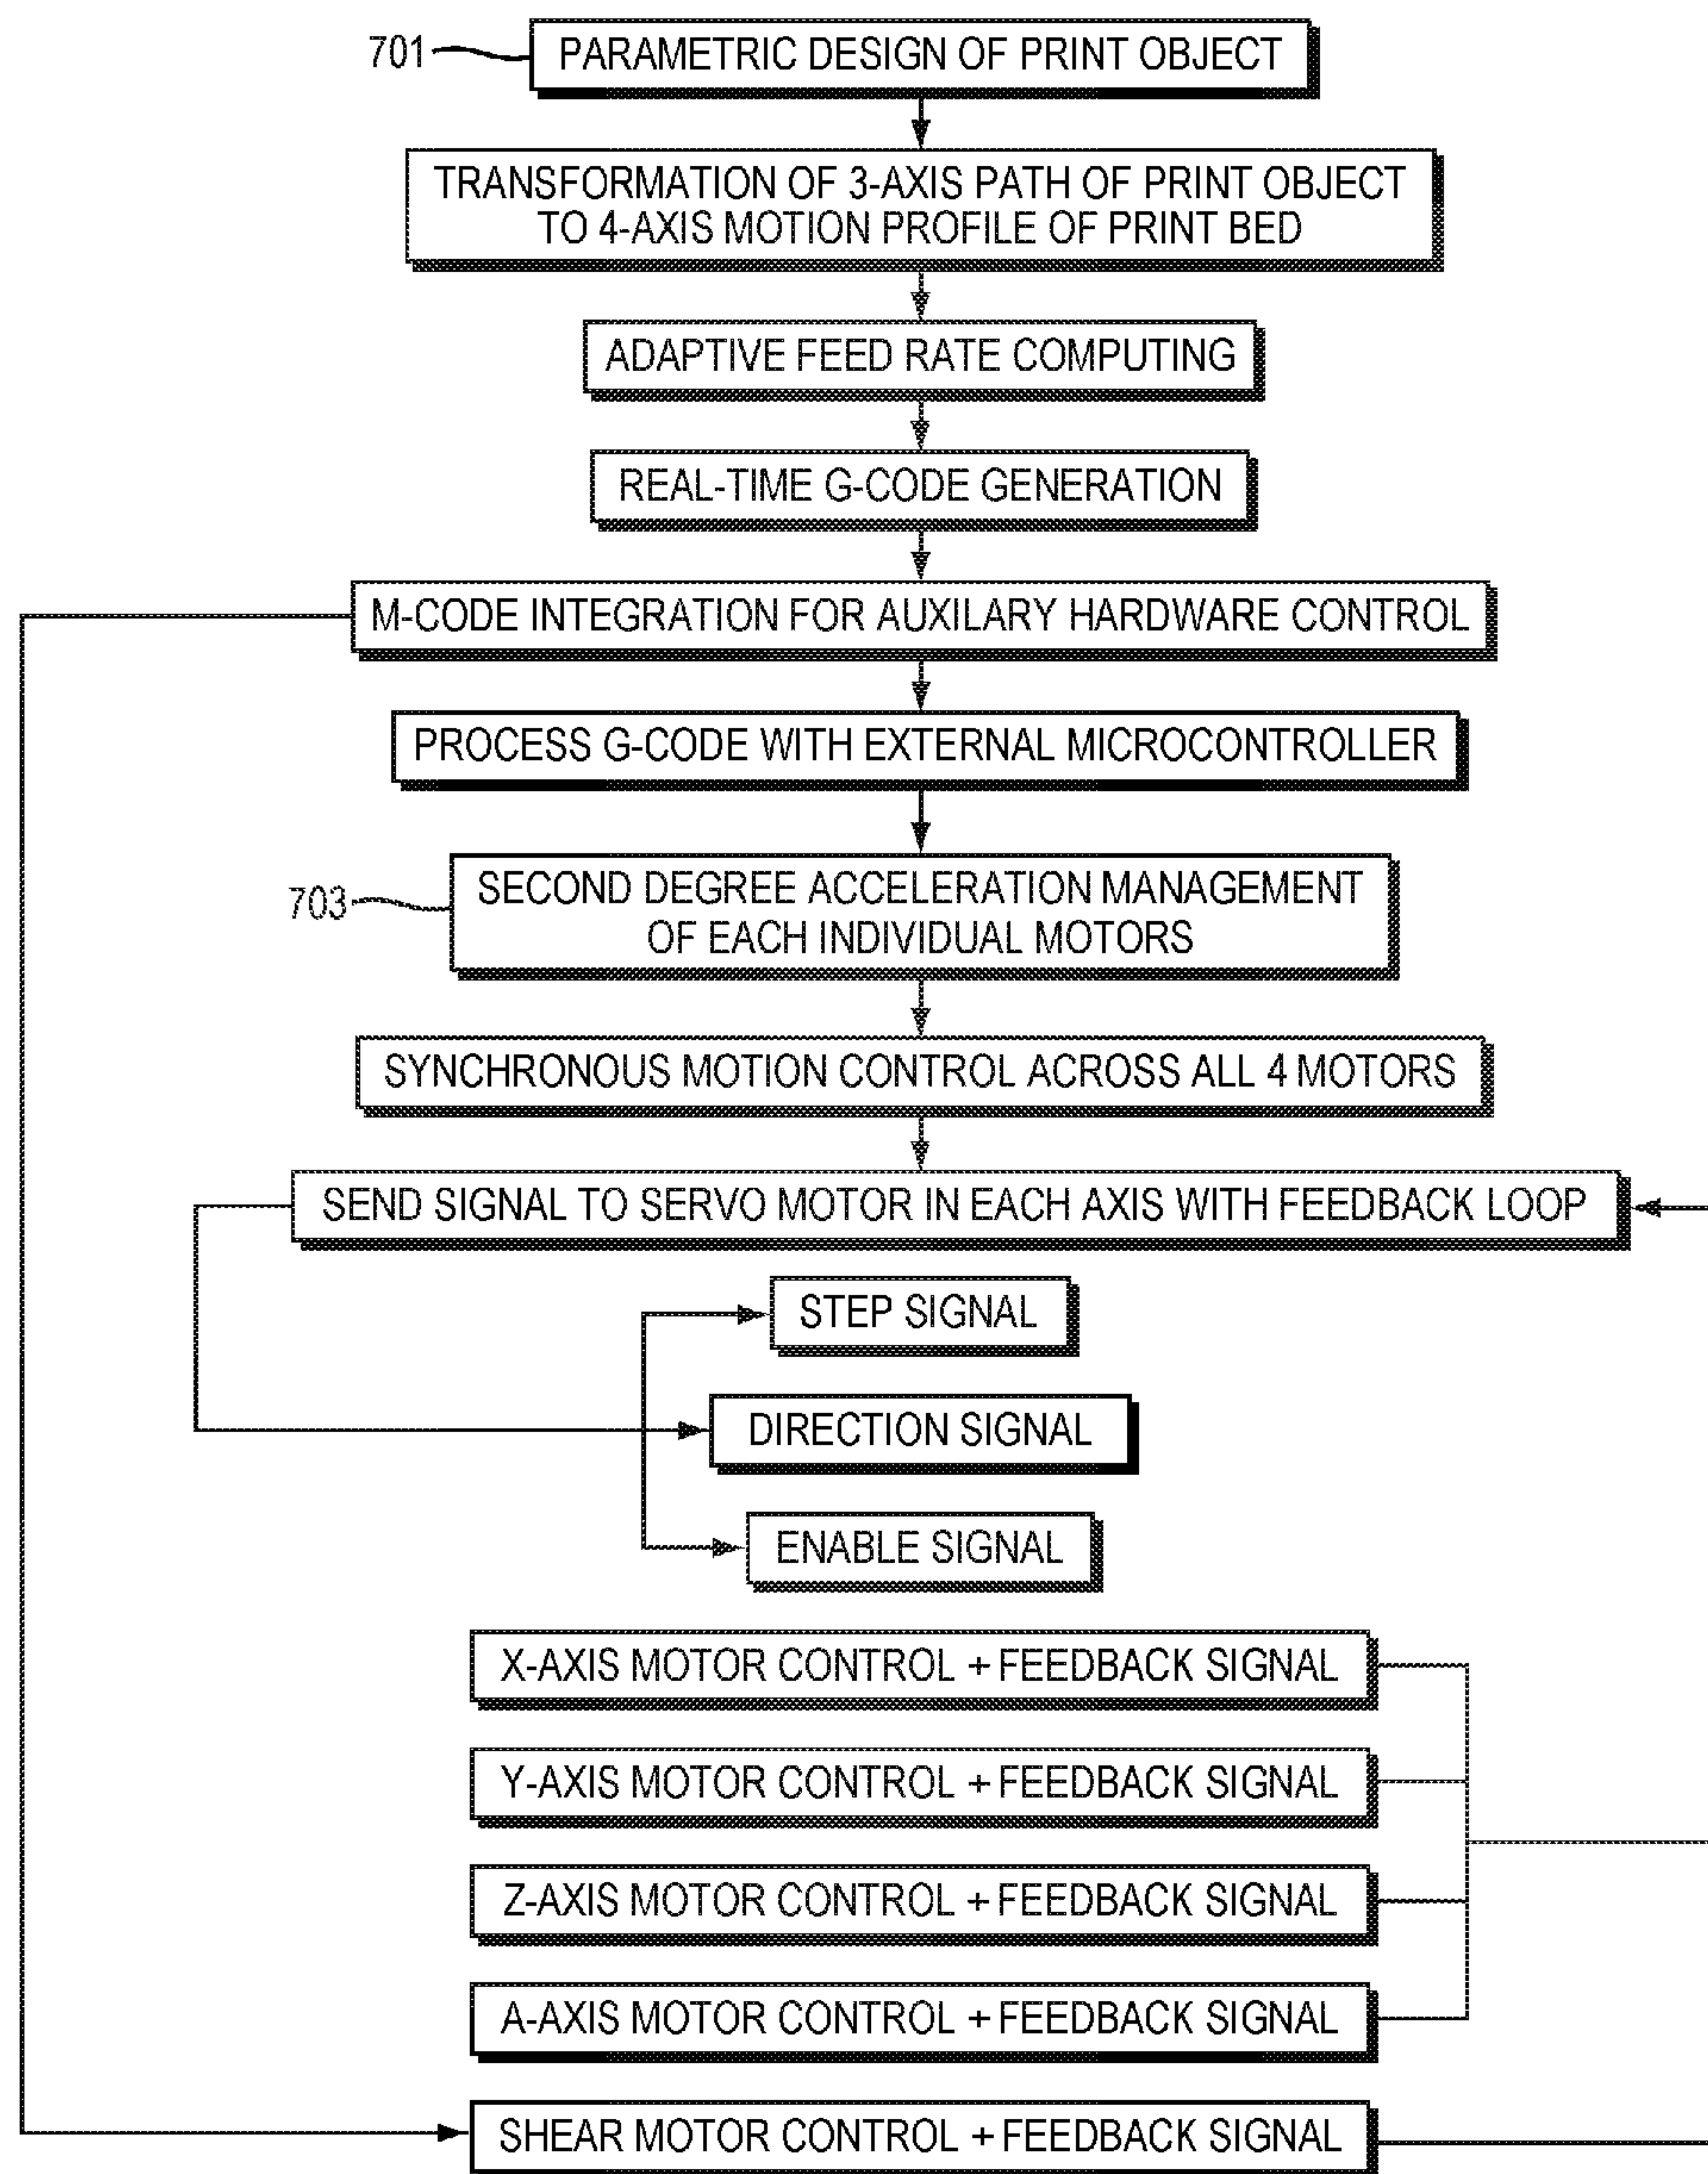 701
PARAMETRIC DESIGN OF PRINT OBJECT
TRANSFORMATION OF 3-AXIS PATH OF PRINT OBJECT
TO 4-AXIS MOTION PROFILE OF PRINT BED
ADAPTIVE FEED RATE COMPUTING
REAL-TIME G-CODE GENERATION
M-CODE INTEGRATION FOR AUXILARY HARDWARE CONTROL
PROCESS G-CODE WITH EXTERNAL MICROCONTROLLER
703
SECOND DEGREE ACCELERATION MANAGEMENT
OF EACH INDIVIDUAL MOTORS
SYNCHRONOUS MOTION CONTROL ACROSS ALL 4 MOTORS
SEND SIGNAL TO SERVO MOTOR IN EACH AXIS WITH FEEDBACK LOOP
STEP SIGNAL
DIRECTION SIGNAL
ENABLE SIGNAL
X-AXIS MOTOR CONTROL + FEEDBACK SIGNAL
Y-AXIS MOTOR CONTROL + FEEDBACK SIGNAL
Z-AXIS MOTOR CONTROL + FEEDBACK SIGNAL
A-AXIS MOTOR CONTROL + FEEDBACK SIGNAL
SHEAR MOTOR CONTROL + FEEDBACK SIGNAL